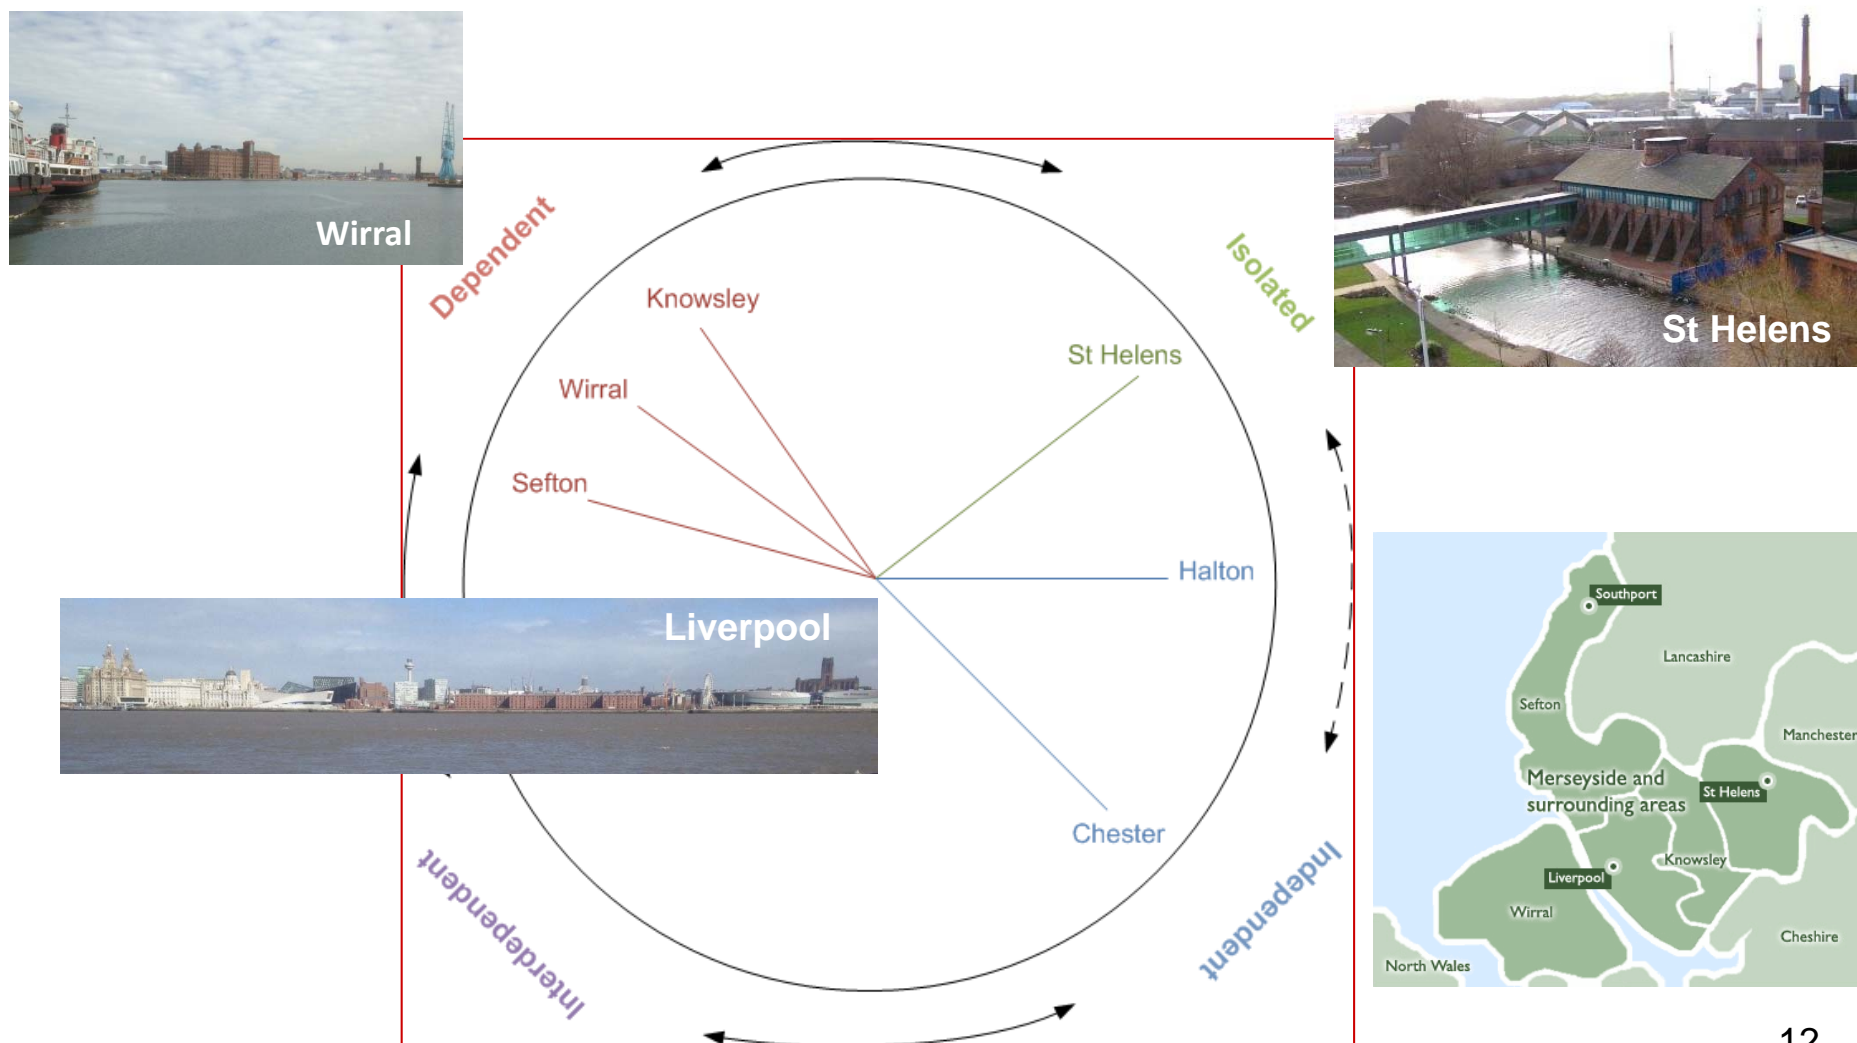 Wirral
St Helens
Dependent
Isolated
Knowsley
St Helens
Wirral
Sefton
Halton
Liverpool
Chester
Interdependent
Independent
Southport
Lancashire
Sefton
Manchester
Merseyside and
surrounding areas
St Helens
Knowsley
Liverpool
Wirral
Cheshire
North Wales
12